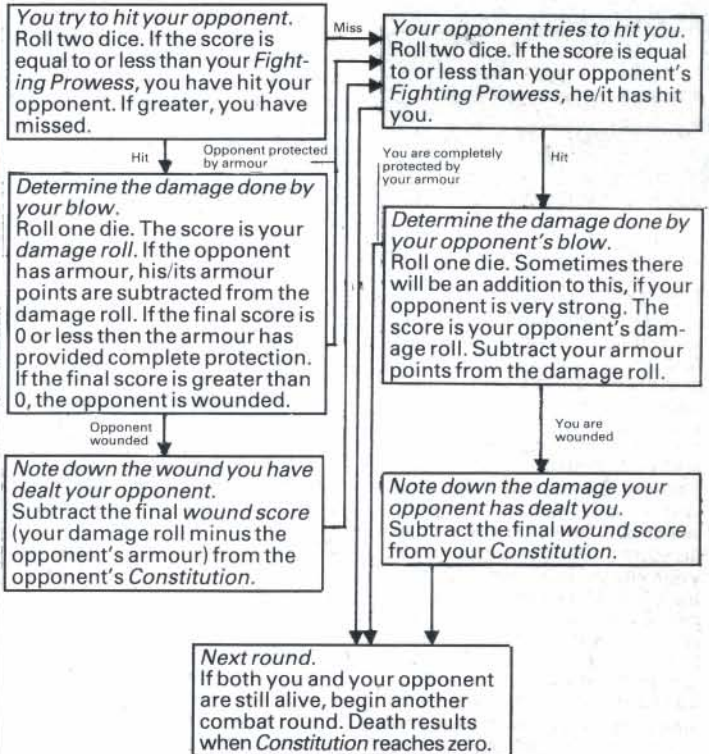 You try to hit your opponent.
Roll two dice. If the score is
equal to or less than your Fight-
ing Prowess, you have hit your
opponent. If greater, you have
missed.
Miss
Your opponent tries to hit you.
Roll two dice. If the score is equal
to or less than your opponent's
Fighting Prowess, he/it has hit
you.
Hit
Opponent protected
by armour
You are completely
protected by
your armour
Hit
Determine the damage done by
your blow.
Roll one die. The score is your
damage roll. If the opponent
has armour, his/its armour
points are subtracted from the
damage roll. If the final score is
0 or less then the armour has
provided complete protection.
If the final score is greater than
0, the opponent is wounded.
Determine the damage done by
your opponent's blow.
Roll one die. Sometimes there
will be an addition to this, if your
opponent is very strong. The
score is your opponent's dam-
age roll. Subtract your armour
points from the damage roll.
Opponent
wounded
You are
wounded
Note down the wound you have
dealt your opponent.
Subtract the final wound score
(your damage roll minus the
opponent's armour) from the
opponent's Constitution.
Note down the damage your
opponent has dealt you.
Subtract the final wound score
from your Constitution.
Next round.
If both you and your opponent
are still alive, begin another
combat round. Death results
when Constitution reaches zero.